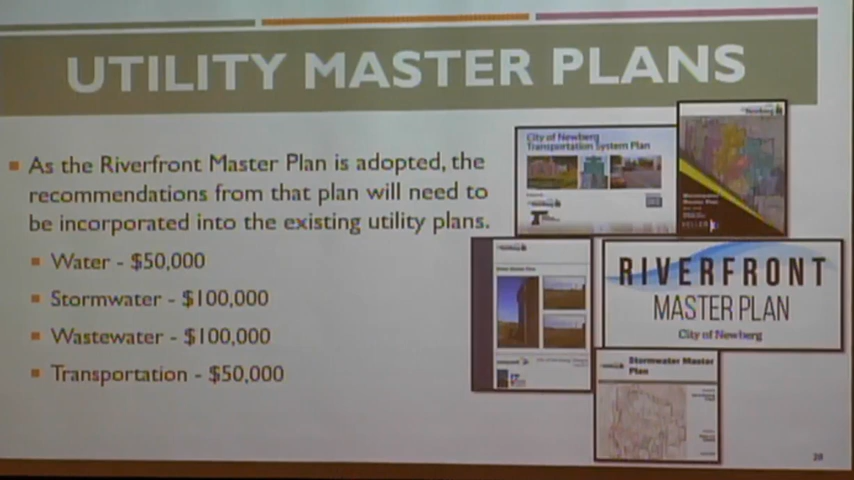 UTILITY MASTER PLANS
As the Riverfront Master Plan is adopted, the
recommendations from that plan will need to
be incorporated into the existing utility plans.
Water - $50,000
Stormwater - $100,000
Wastewater - $100,000
Transportation - $50,000
City of Newberg
Transportation System Plan
RIVERFRONT
MASTER PLAN
City of Newberg
Stormwater Master
Plan